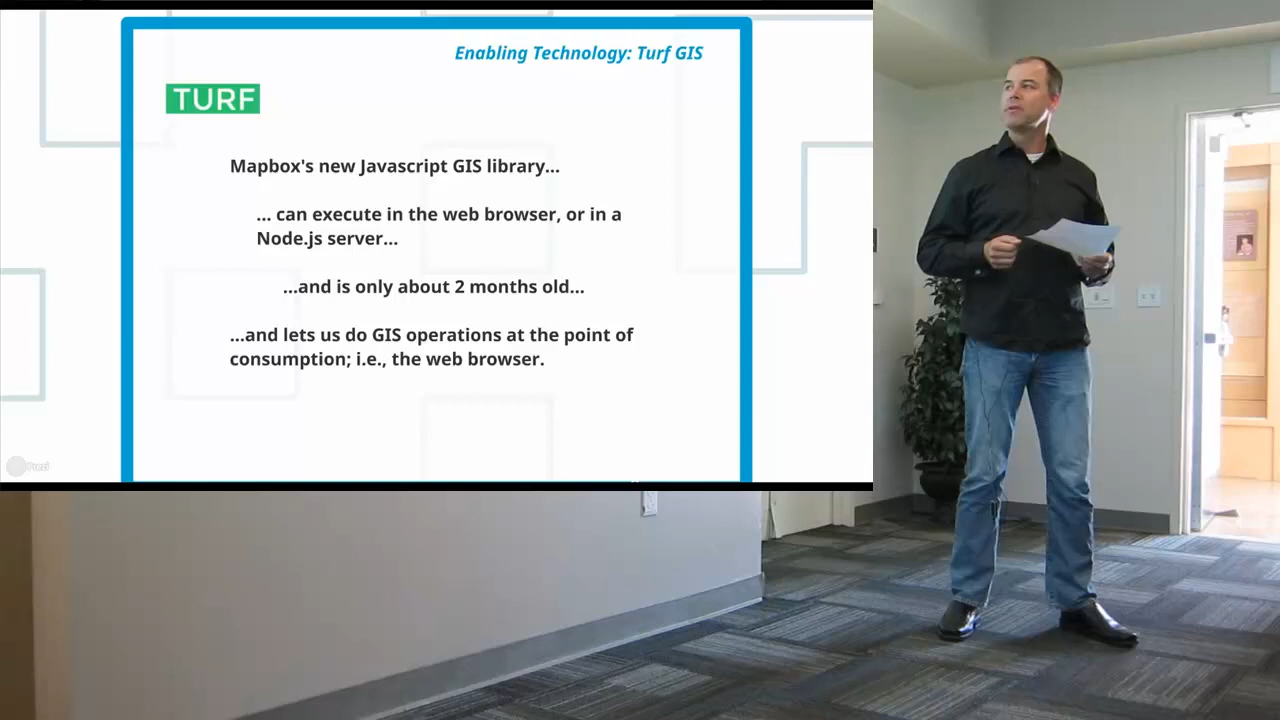 Enabling Technology: Turf GIS
TURF
Mapbox's new Javascript GIS library...
... can execute in the web browser, or in a
Node.js server...
...and is only about 2 months old...
...and lets us do GIS operations at the point of
consumption; i.e., the web browser.
Prezi